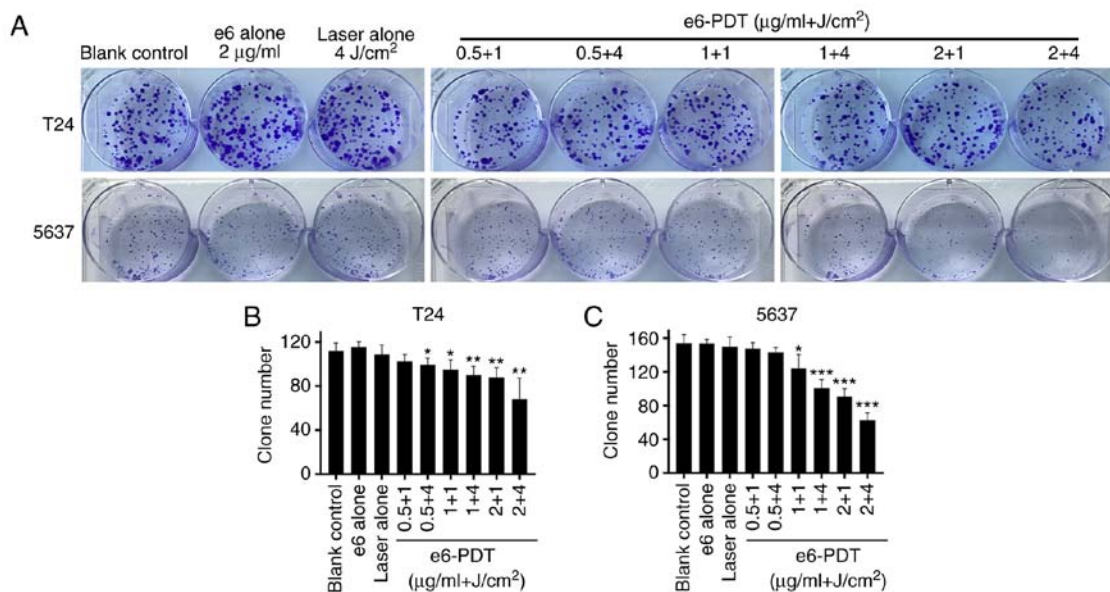 A
Blank control
e6 alone
2 μg/ml
Laser alone
4 J/cm²
e6-PDT (μg/ml+J/cm²)
0.5+1
0.5+4
1+1
1+4
2+1
2+4
T24
5637
B
T24
Clone number
120
80
40
0
*
*
**
**
**
Blank control
e6 alone
Laser alone
0.5+1
0.5+4
1+1
1+4
2+1
2+4
e6-PDT
(μg/ml+J/cm²)
C
5637
Clone number
160
120
80
40
0
*
***
***
***
Blank control
e6 alone
Laser alone
0.5+1
0.5+4
1+1
1+4
2+1
2+4
e6-PDT
(μg/ml+J/cm²)